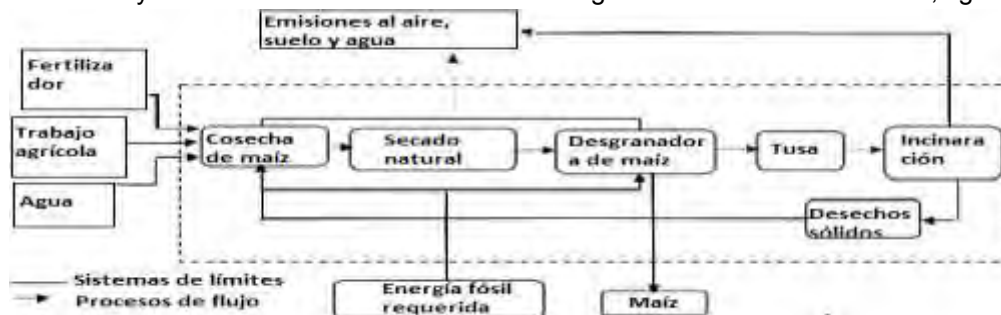 Emisiones al aire,
suelo y agua
Fertiliza
dor
Trabajo
agrícola
Agua
Cosecha
de maíz
Secado
natural
Desgranador
a de maíz
Tusa
Incinara
ción
Desechos
sólidos
Sistemas de límites
Procesos de flujo
Energía fósil
requerida
Maíz